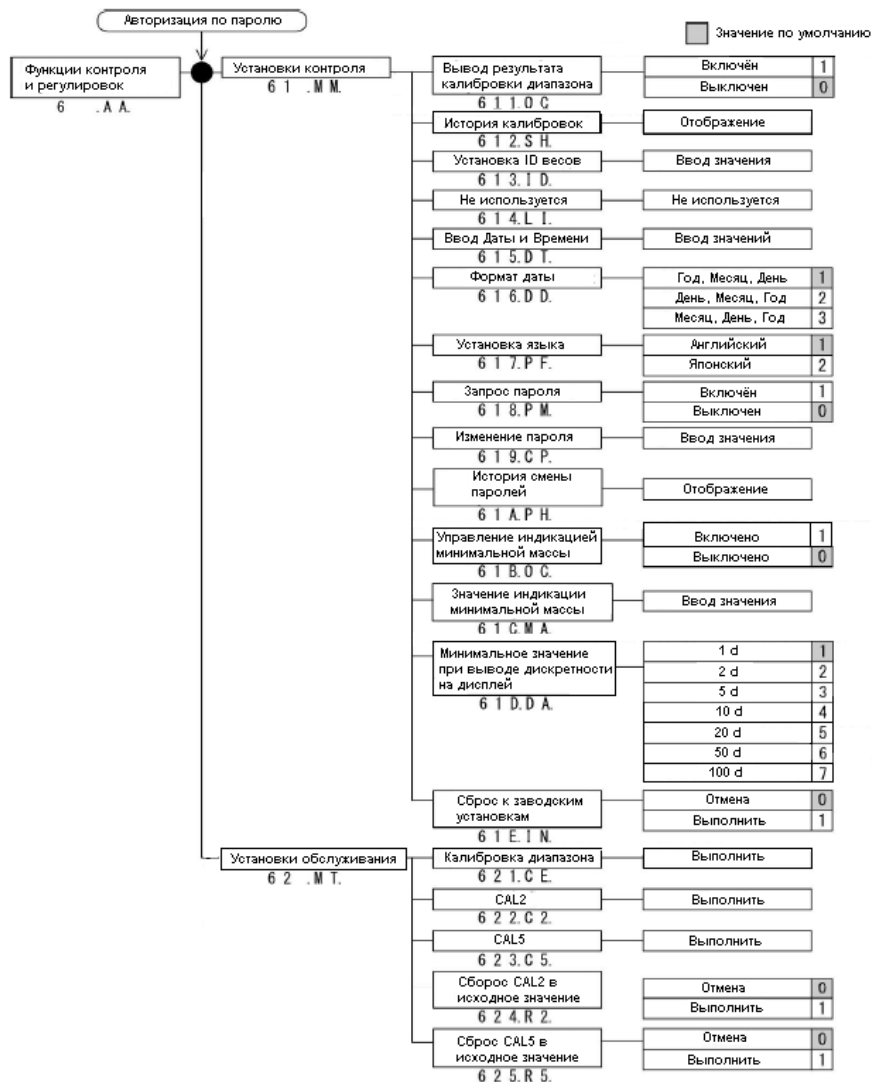 Авторизация по паролю
Значение по умолчанию
Функции контроля
и регулировок
6 .A A.
Установки контроля
6 1 .M M.
Вывод результата
калибровки диапазона
6 1 1.O C
Включён 1
Выключен 0
История калибровок
6 1 2.S H.
Отображение
Установка ID весов
6 1 3.I D.
Ввод значения
Не используется
6 1 4.L I.
Не используется
Ввод Даты и Времени
6 1 5.D T.
Ввод значений
Формат даты
6 1 6.D D.
Год, Месяц, День 1
День, Месяц, Год 2
Месяц, День, Год 3
Установка языка
6 1 7.P F.
Английский 1
Японский 2
Запрос пароля
6 1 8.P M.
Включён 1
Выключен 0
Изменение пароля
6 1 9.C P.
Ввод значения
История смены
паролей
6 1 A.P H.
Отображение
Управление индикацией
минимальной массы
6 1 B.O C.
Включено 1
Выключено 0
Значение индикации
минимальной массы
6 1 C.M A.
Ввод значения
Минимальное значение
при выводе дискретности
на дисплей
6 1 D.D A.
1 d 1
2 d 2
5 d 3
10 d 4
20 d 5
50 d 6
100 d 7
Сброс к заводским
установкам
6 1 E.I N.
Отмена 0
Выполнить 1
Установки обслуживания
6 2 .M T.
Калибровка диапазона
6 2 1.C E.
Выполнить
CAL2
6 2 2.C 2.
Выполнить
CAL5
6 2 3.C 5.
Выполнить
Сборос CAL2 в
исходное значение
6 2 4.R 2.
Отмена 0
Выполнить 1
Сброс CAL5 в
исходное значение
6 2 5.R 5.
Отмена 0
Выполнить 1